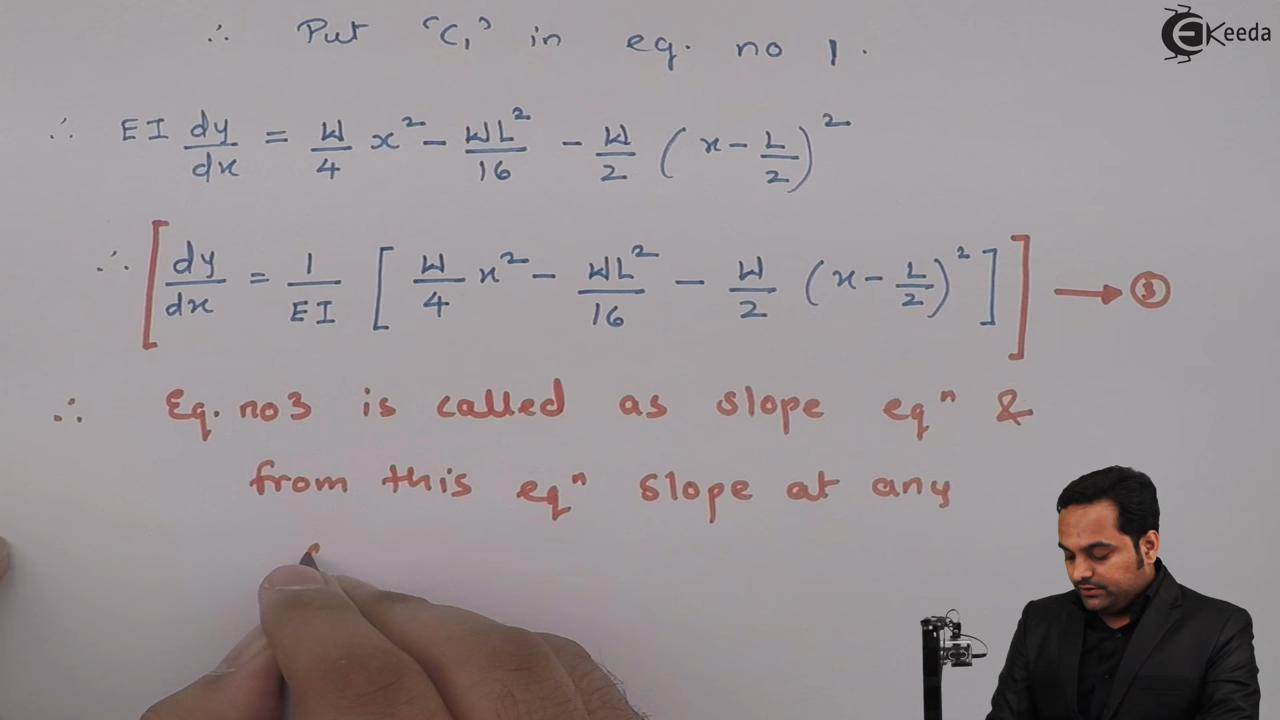 EKeeda
∴ Put 'C₁' in eq. no 1.
∴ EI dy/dx = W/4 x² - WL²/16 - W/2 (x - L/2)²
∴ [dy/dx = 1/EI [W/4 x² - WL²/16 - W/2 (x - L/2)²]] → ③
∴ Eq. no 3 is called as slope eqⁿ &
from this eqⁿ slope at any